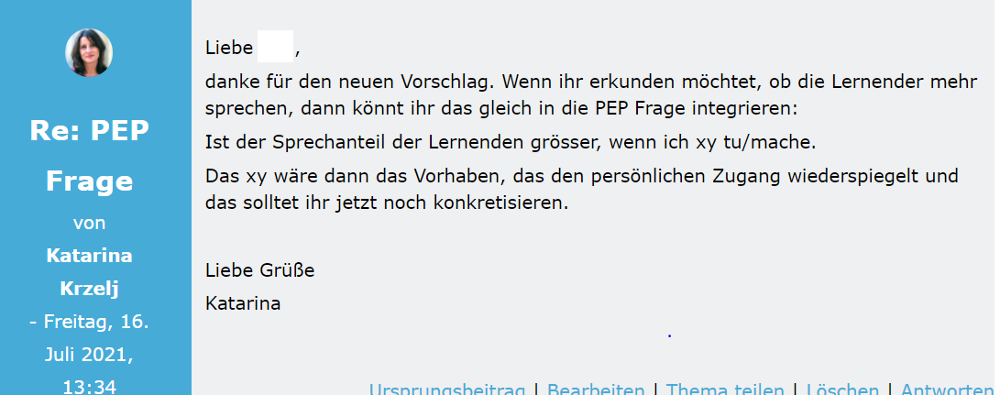 Re: PEP
Frage
von
Katarina
Krzelj
- Freitag, 16.
Juli 2021,
13:34
Liebe ,
danke für den neuen Vorschlag. Wenn ihr erkunden möchtet, ob die Lernender mehr
sprechen, dann könnt ihr das gleich in die PEP Frage integrieren:
Ist der Sprechanteil der Lernenden grösser, wenn ich xy tu/mache.
Das xy wäre dann das Vorhaben, das den persönlichen Zugang wiederspiegelt und
das solltet ihr jetzt noch konkretisieren.
Liebe Grüße
Katarina
.
Ursprungsbeitrag | Bearbeiten | Thema teilen | Löschen | Antworten